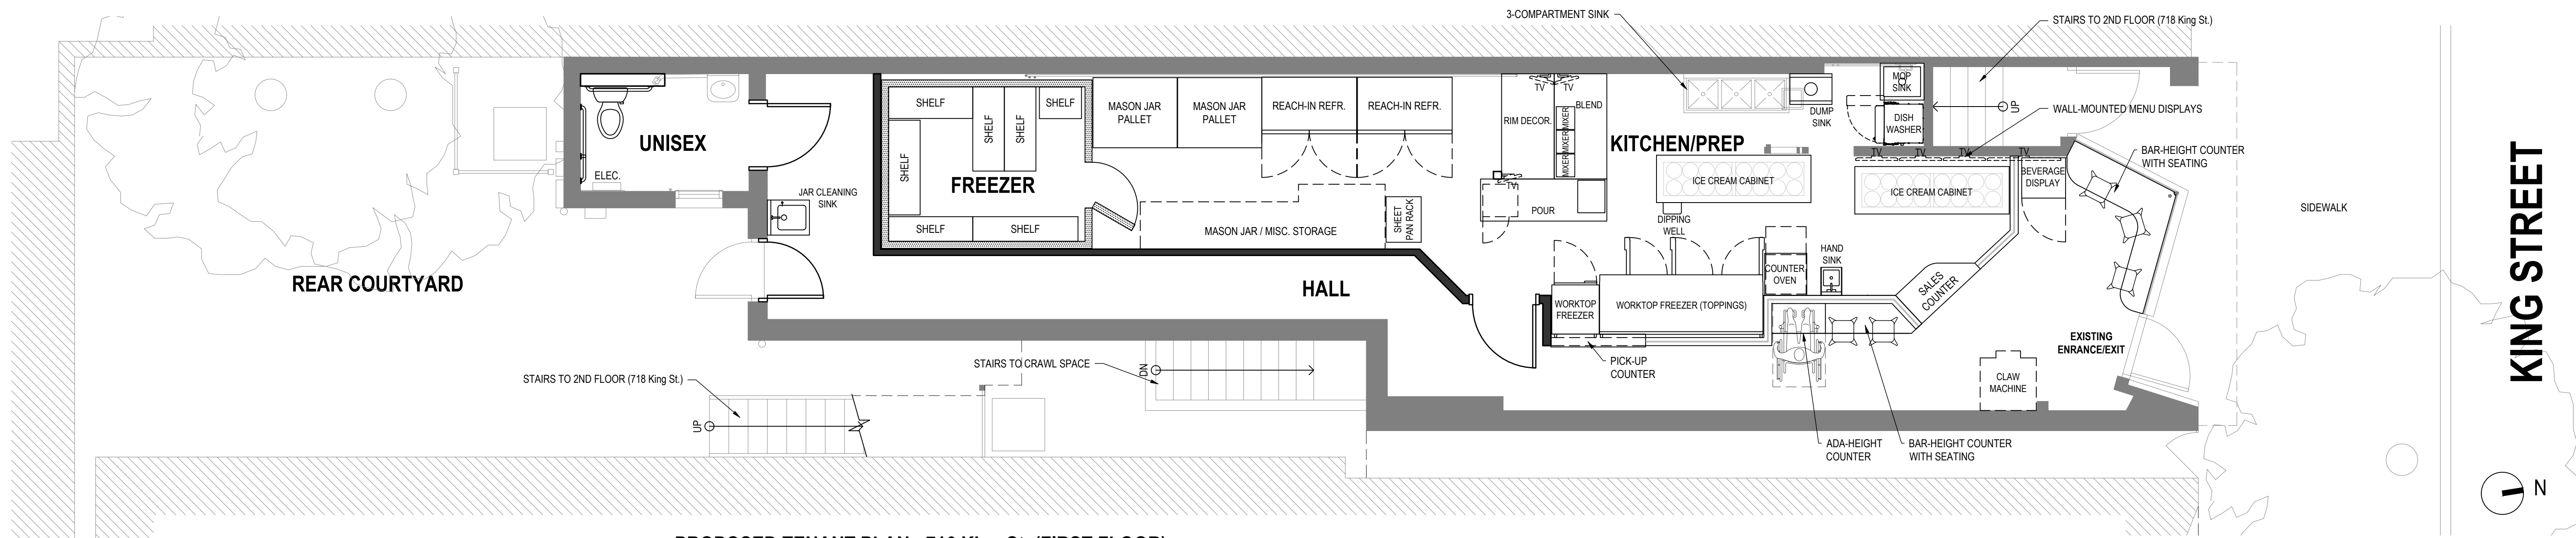 3-COMPARTMENT SINK
STAIRS TO 2ND FLOOR (718 King St.)
UNISEX
ELEC.
JAR CLEANING
SINK
SHELF
SHELF
SHELF
SHELF
SHELF
SHELF
SHELF
FREEZER
MASON JAR
PALLET
MASON JAR
PALLET
REACH-IN REFR.
REACH-IN REFR.
MASON JAR / MISC. STORAGE
SHEET
PAN RACK
TV
TV
RIM DECOR.
BLEND
MIXER
MIXER
MIXER
TV
POUR
KITCHEN/PREP
ICE CREAM CABINET
DIPPING
WELL
DUMP
SINK
MOP
SINK
DISH
WASHER
UP
WALL-MOUNTED MENU DISPLAYS
TV
TV
TV
TV
ICE CREAM CABINET
BEVERAGE
DISPLAY
BAR-HEIGHT COUNTER
WITH SEATING
SIDEWALK
KING STREET
REAR COURTYARD
HALL
WORKTOP
FREEZER
WORKTOP FREEZER (TOPPINGS)
COUNTER
OVEN
HAND
SINK
SALES
COUNTER
EXISTING
ENRANCE/EXIT
CLAW
MACHINE
PICK-UP
COUNTER
STAIRS TO CRAWL SPACE
DN
STAIRS TO 2ND FLOOR (718 King St.)
UP
ADA-HEIGHT
COUNTER
BAR-HEIGHT COUNTER
WITH SEATING
N